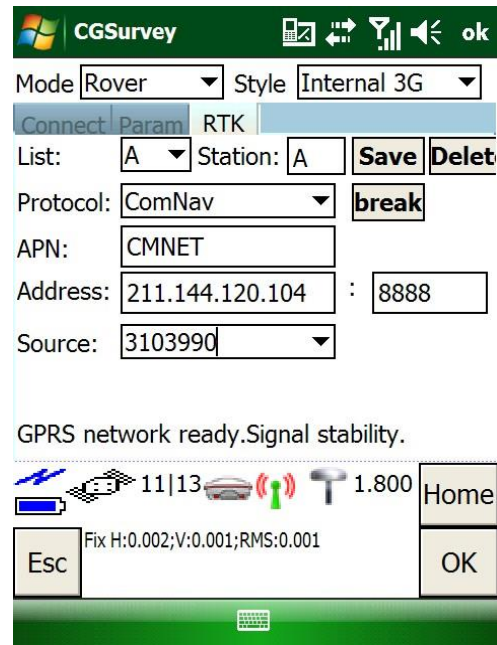 CGSurvey ok
Mode Rover Style Internal 3G
Connect Param RTK
List: A Station: A Save Delet
Protocol: ComNav break
APN: CMNET
Address: 211.144.120.104 : 8888
Source: 3103990
GPRS network ready.Signal stability.
11|13 1.800 Home
Esc Fix H:0.002;V:0.001;RMS:0.001 OK